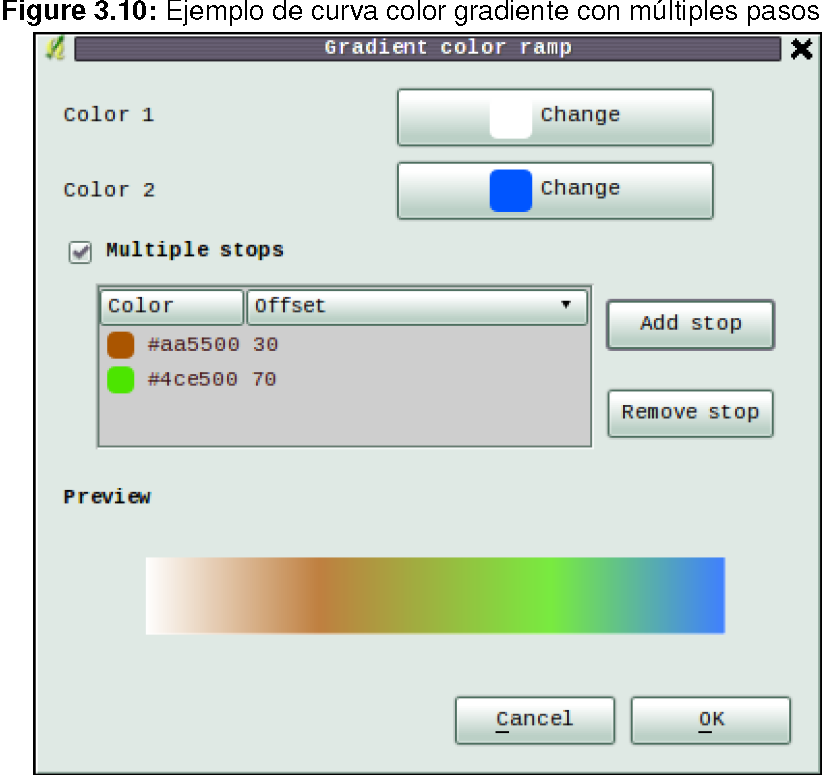 Figure 3.10: Ejemplo de curva color gradiente con múltiples pasos
Gradient color ramp
Color 1
Change
Color 2
Change
Multiple stops
Color Offset
#aa5500 30
#4ce500 70
Add stop
Remove stop
Preview
Cancel OK